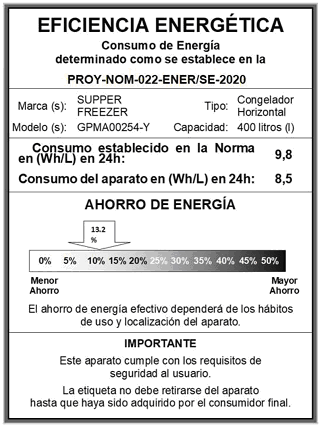 EFICIENCIA ENERGÉTICA
Consumo de Energía
determinado como se establece en la
PROY-NOM-022-ENER/SE-2020
Marca (s): SUPPER FREEZER Tipo: Congelador Horizontal
Modelo (s): GPMA00254-Y Capacidad: 400 litros (l)
Consumo establecido en la Norma
en (Wh/L) en 24h: 9,8
Consumo del aparato en (Wh/L) en 24h: 8,5
AHORRO DE ENERGÍA
13.2
%
0% 5% 10% 15% 20% 25% 30% 35% 40% 45% 50%
Menor Ahorro
Mayor Ahorro
El ahorro de energía efectivo dependerá de los hábitos
de uso y localización del aparato.
IMPORTANTE
Este aparato cumple con los requisitos de
seguridad al usuario.
La etiqueta no debe retirarse del aparato
hasta que haya sido adquirido por el consumidor final.